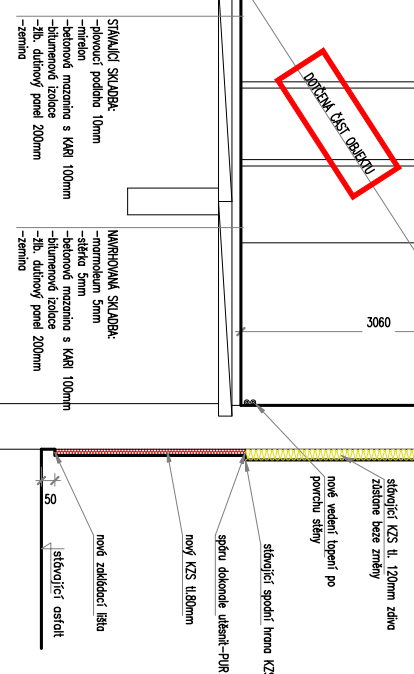 DOTČENÁ ČÁST OBJEKTU
STÁVAJÍCÍ SKLADBA:
-plovoucí podlaha 10mm
-mirelon
-betonová mazanina s KARI 100mm
-bitumenová izolace
-žlb. dutinový panel 200mm
-zemina
NAVRHOVANÁ SKLADBA:
-marmoleum 5mm
-stěrka 5mm
-betonová mazanina s KARI 100mm
-bitumenová izolace
-žlb. dutinový panel 200mm
-zemina
3060
stávající KZS tl. 120mm zdiva
zůstane beze změny
nové vedení topení po
povrchu stěny
stávající spodní hrana KZS
spáru dokonale utěsnit-PUR
nový KZS tl.80mm
nová zakládací lišta
stávající asfalt
50